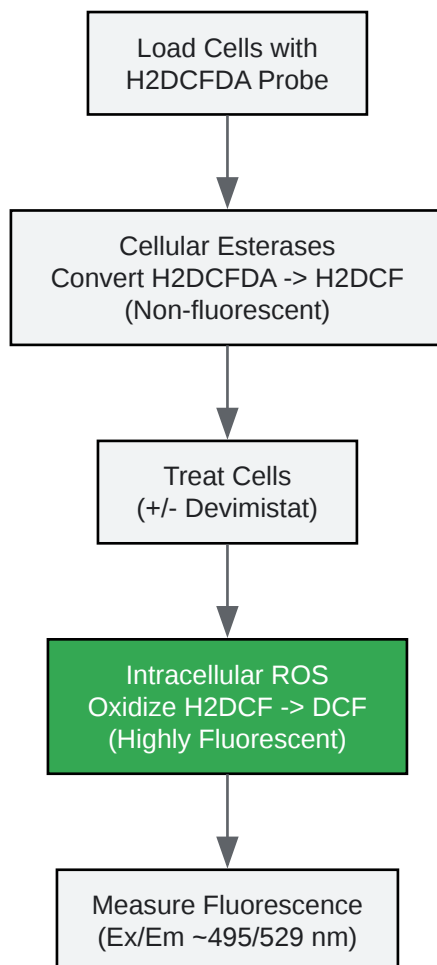 Load Cells with
H2DCFDA Probe
Cellular Esterases
Convert H2DCFDA -> H2DCF
(Non-fluorescent)
Treat Cells
(+/- Devimistat)
Intracellular ROS
Oxidize H2DCF -> DCF
(Highly Fluorescent)
Measure Fluorescence
(Ex/Em ~495/529 nm)